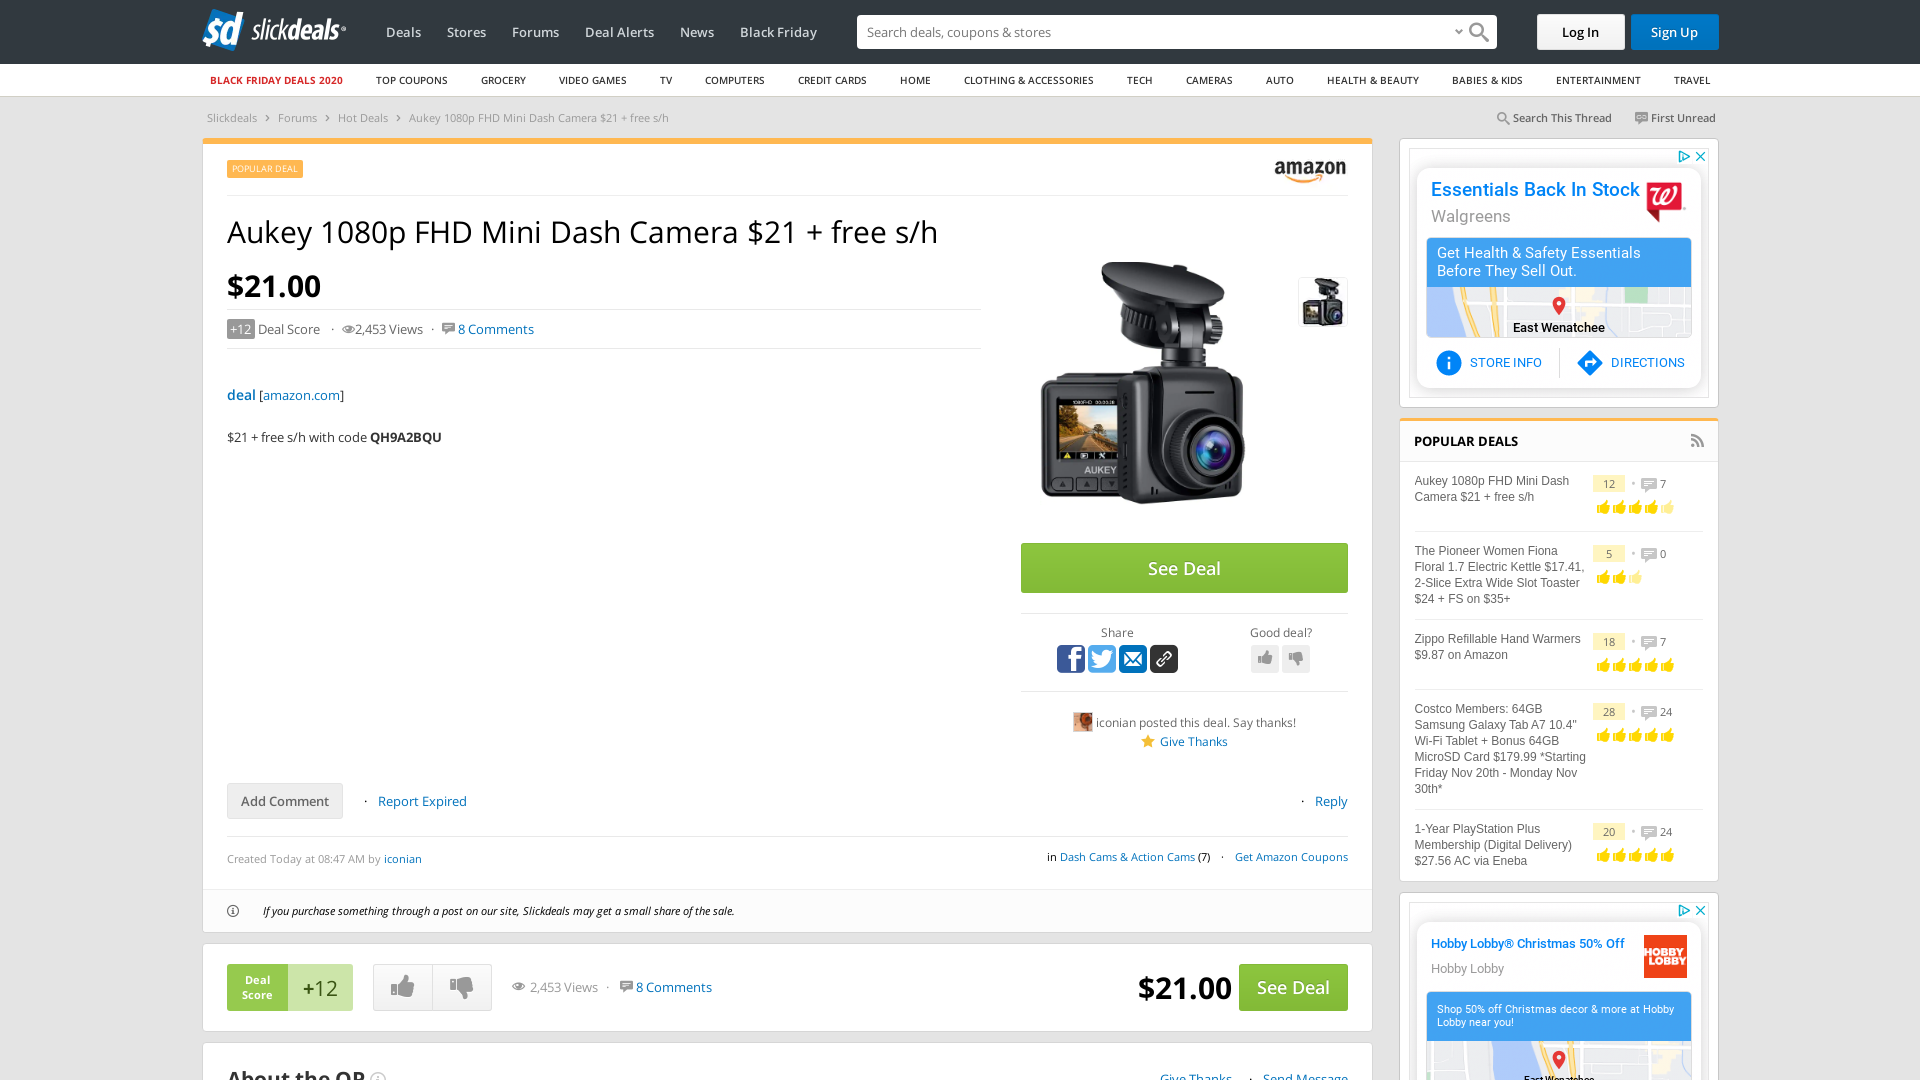 slickdeals
Deals
Stores
Forums
Deal Alerts
News
Black Friday
Search deals, coupons & stores
Log In
Sign Up
BLACK FRIDAY DEALS 2020
TOP COUPONS
GROCERY
VIDEO GAMES
TV
COMPUTERS
CREDIT CARDS
HOME
CLOTHING & ACCESSORIES
TECH
CAMERAS
AUTO
HEALTH & BEAUTY
BABIES & KIDS
ENTERTAINMENT
TRAVEL
Slickdeals › Forums › Hot Deals › Aukey 1080p FHD Mini Dash Camera $21 + free s/h
Search This Thread
First Unread
POPULAR DEAL
amazon
Aukey 1080p FHD Mini Dash Camera $21 + free s/h
$21.00
+12 Deal Score · 2,453 Views · 8 Comments
deal [amazon.com]
$21 + free s/h with code QH9A2BQU
AUKEY
See Deal
Share
Good deal?
iconian posted this deal. Say thanks!
Give Thanks
Add Comment
· Report Expired
· Reply
Created Today at 08:47 AM by iconian
in Dash Cams & Action Cams (7) · Get Amazon Coupons
If you purchase something through a post on our site, Slickdeals may get a small share of the sale.
Deal
Score
+12
2,453 Views · 8 Comments
$21.00
See Deal
About the OP
Give Thanks · Send Message
Essentials Back In Stock
Walgreens
Get Health & Safety Essentials
Before They Sell Out.
East Wenatchee
STORE INFO
DIRECTIONS
POPULAR DEALS
Aukey 1080p FHD Mini Dash
Camera $21 + free s/h
12 • 7
The Pioneer Women Fiona
Floral 1.7 Electric Kettle $17.41,
2-Slice Extra Wide Slot Toaster
$24 + FS on $35+
5 • 0
Zippo Refillable Hand Warmers
$9.87 on Amazon
18 • 7
Costco Members: 64GB
Samsung Galaxy Tab A7 10.4"
Wi-Fi Tablet + Bonus 64GB
MicroSD Card $179.99 *Starting
Friday Nov 20th - Monday Nov
30th*
28 • 24
1-Year PlayStation Plus
Membership (Digital Delivery)
$27.56 AC via Eneba
20 • 24
Hobby Lobby® Christmas 50% Off
Hobby Lobby
HOBBY
LOBBY
Shop 50% off Christmas decor & more at Hobby
Lobby near you!
East Wenatchee